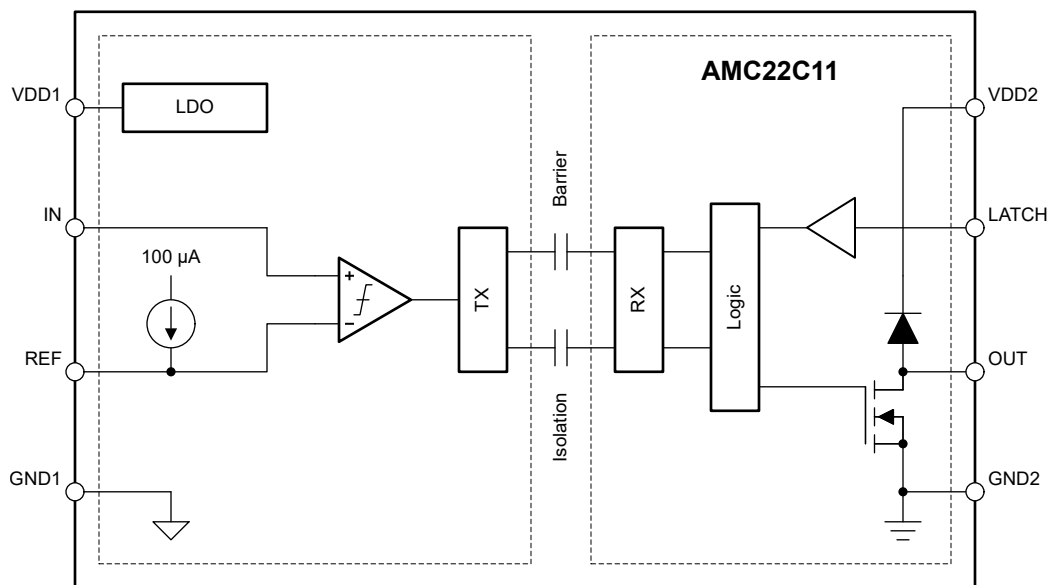 AMC22C11
VDD1
LDO
VDD2
Barrier
IN
LATCH
100 µA
+
−
TX
RX
Logic
REF
OUT
Isolation
GND1
GND2